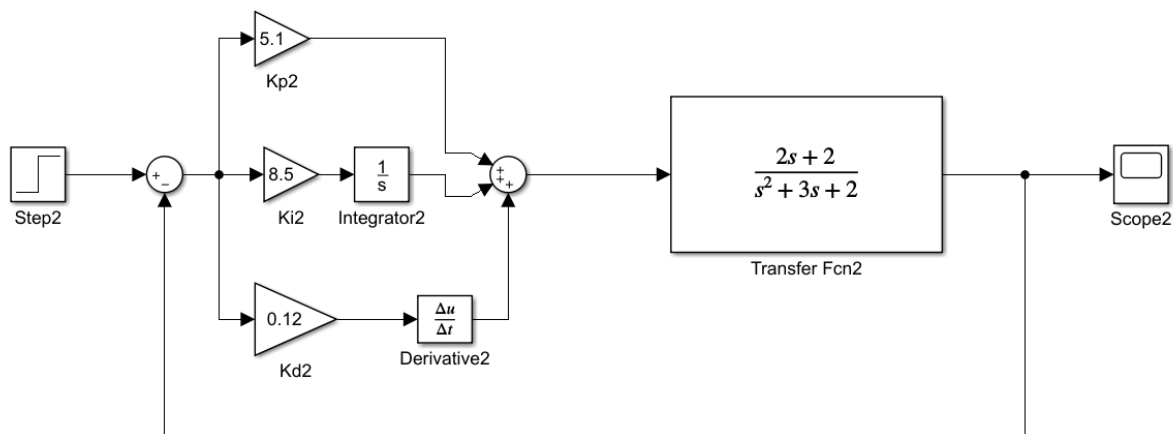 5.1
Kp2
+
−
Step2
8.5
Ki2
1
s
Integrator2
+
+
+
2s + 2
s² + 3s + 2
Transfer Fcn2
Scope2
0.12
Kd2
Δu
Δt
Derivative2